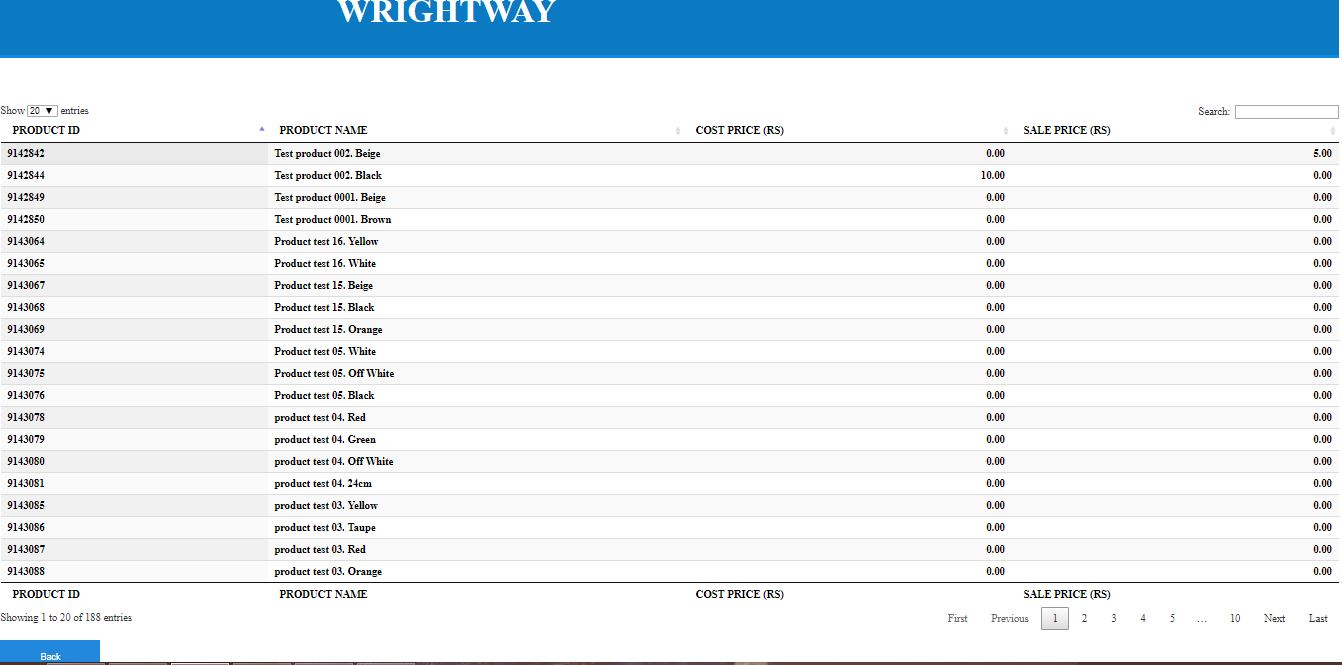 WRIGHTWAY
Show 20 entries
Search:
PRODUCT ID PRODUCT NAME COST PRICE (RS) SALE PRICE (RS)
9142842 Test product 002. Beige 0.00 5.00
9142844 Test product 002. Black 10.00 0.00
9142849 Test product 0001. Beige 0.00 0.00
9142850 Test product 0001. Brown 0.00 0.00
9143064 Product test 16. Yellow 0.00 0.00
9143065 Product test 16. White 0.00 0.00
9143067 Product test 15. Beige 0.00 0.00
9143068 Product test 15. Black 0.00 0.00
9143069 Product test 15. Orange 0.00 0.00
9143074 Product test 05. White 0.00 0.00
9143075 Product test 05. Off White 0.00 0.00
9143076 Product test 05. Black 0.00 0.00
9143078 product test 04. Red 0.00 0.00
9143079 product test 04. Green 0.00 0.00
9143080 product test 04. Off White 0.00 0.00
9143081 product test 04. 24cm 0.00 0.00
9143085 product test 03. Yellow 0.00 0.00
9143086 product test 03. Taupe 0.00 0.00
9143087 product test 03. Red 0.00 0.00
9143088 product test 03. Orange 0.00 0.00
PRODUCT ID PRODUCT NAME COST PRICE (RS) SALE PRICE (RS)
Showing 1 to 20 of 188 entries
First Previous 1 2 3 4 5 … 10 Next Last
Back